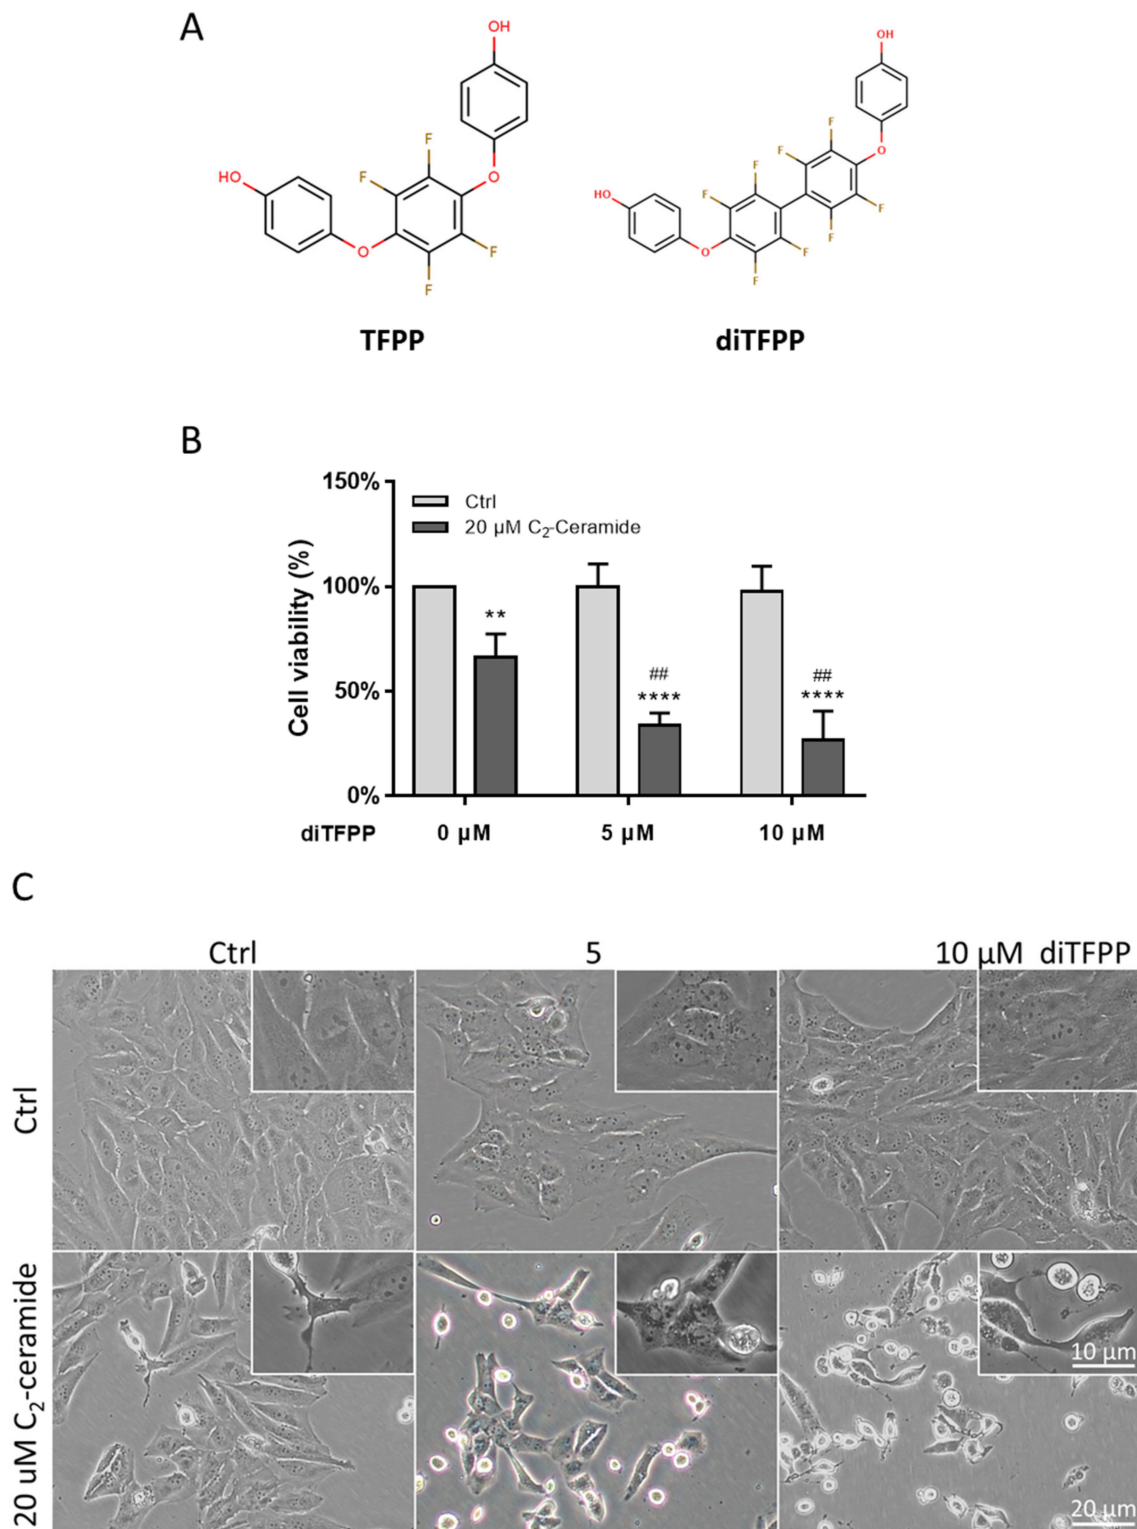 A
OH
HO
F
F
F
F
O
O
TFPP
OH
HO
F
F
F
F
F
F
F
F
O
O
diTFPP
B
Cell viability (%)
150%
100%
50%
0%
Ctrl
20 µM C₂-Ceramide
**
##
****
##
****
diTFPP 0 µM 5 µM 10 µM
C
Ctrl 5 10 µM diTFPP
Ctrl
20 uM C₂-ceramide
10 µm
20 µm